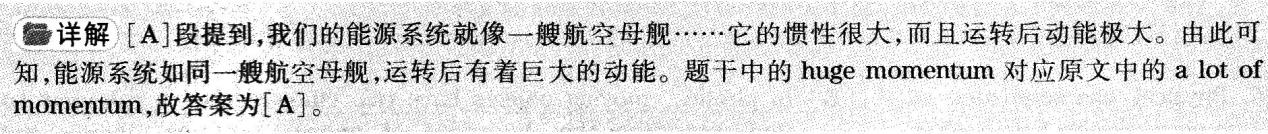 详解 [A]段提到,我们的能源系统就像一艘航空母舰……它的惯性很大,而且运转后动能极大。由此可
知,能源系统如同一艘航空母舰,运转后有着巨大的动能。题干中的 huge momentum 对应原文中的 a lot of
momentum,故答案为[A]。